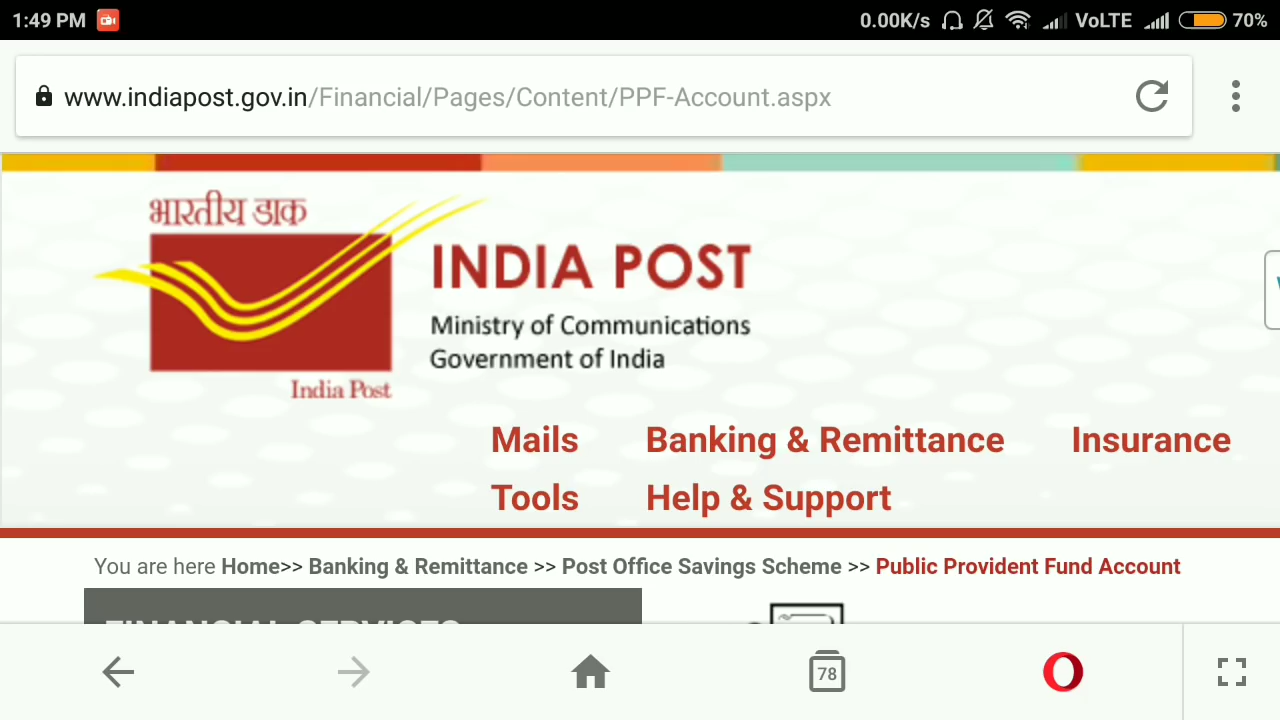 1:49 PM 0.00K/s VoLTE 70%
www.indiapost.gov.in/Financial/Pages/Content/PPF-Account.aspx
भारतीय डाक
INDIA POST
Ministry of Communications
Government of India
India Post
Mails Banking & Remittance Insurance
Tools Help & Support
You are here Home>> Banking & Remittance >> Post Office Savings Scheme >> Public Provident Fund Account
FINANCIAL SERVICES
78